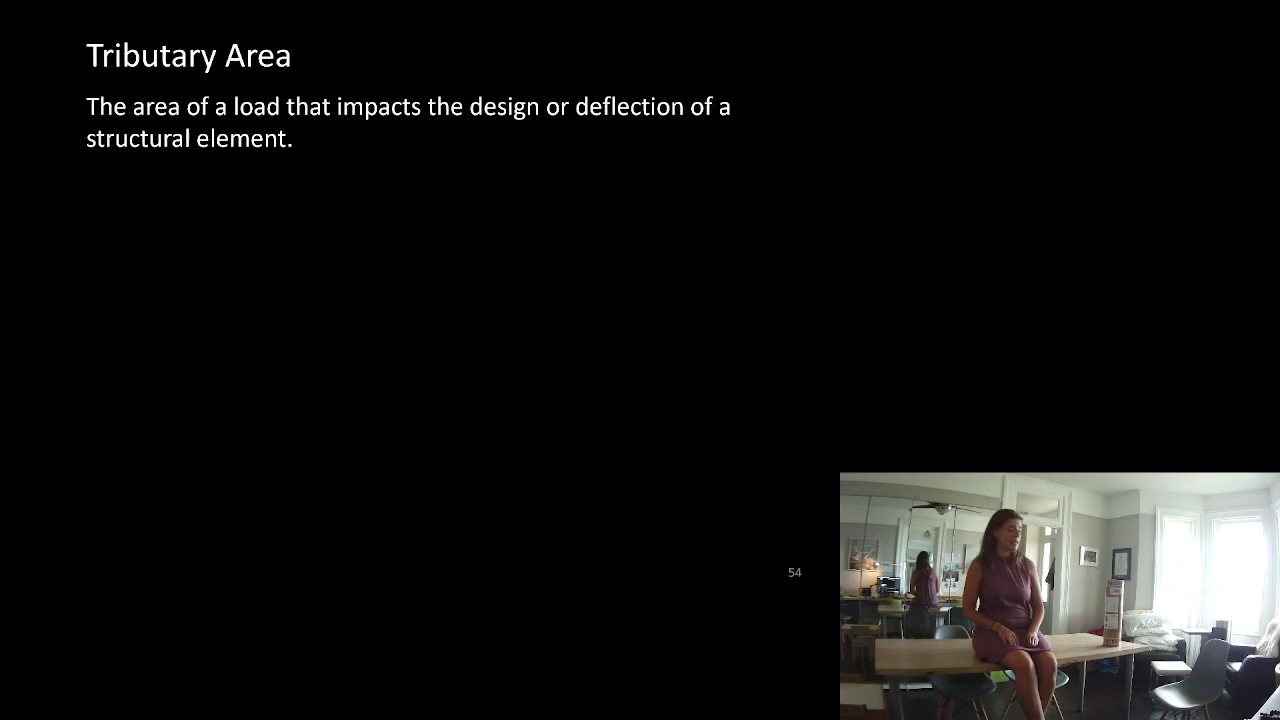 Tributary Area
The area of a load that impacts the design or deflection of a
structural element.
54